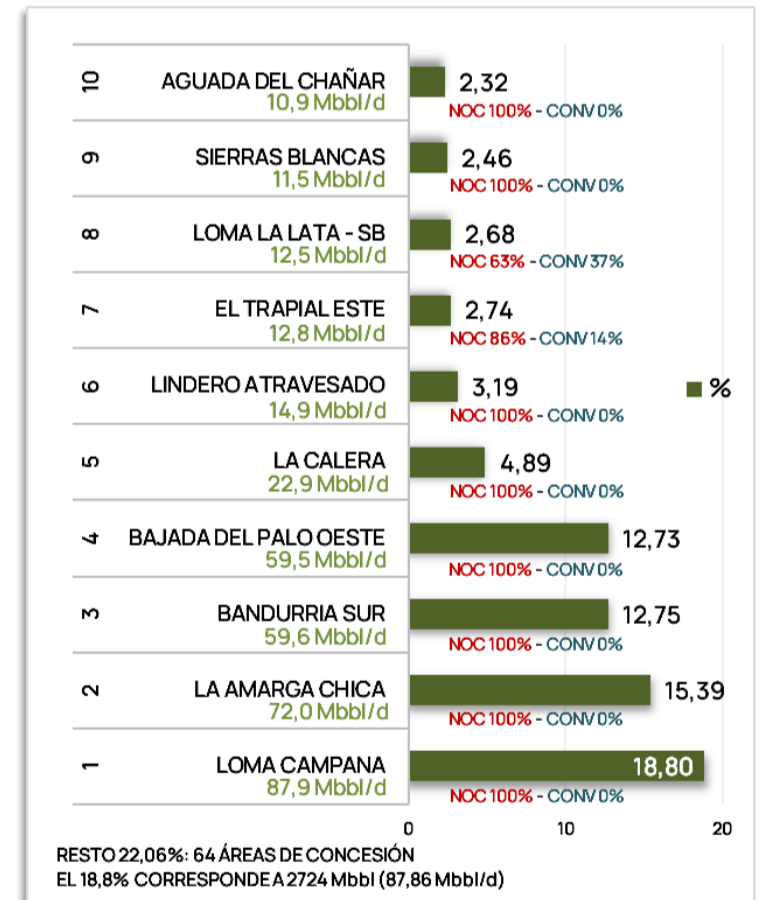 10
AGUADA DEL CHAÑAR
10,9 Mbbl/d
2,32
NOC 100% - CONV 0%
9
SIERRAS BLANCAS
11,5 Mbbl/d
2,46
NOC 100% - CONV 0%
8
LOMA LA LATA - SB
12,5 Mbbl/d
2,68
NOC 63% - CONV 37%
7
EL TRAPIAL ESTE
12,8 Mbbl/d
2,74
NOC 86% - CONV 14%
6
LINDERO ATRAVESADO
14,9 Mbbl/d
3,19
NOC 100% - CONV 0%
%
5
LA CALERA
22,9 Mbbl/d
4,89
NOC 100% - CONV 0%
4
BAJADA DEL PALO OESTE
59,5 Mbbl/d
12,73
NOC 100% - CONV 0%
3
BANDURRIA SUR
59,6 Mbbl/d
12,75
NOC 100% - CONV 0%
2
LA AMARGA CHICA
72,0 Mbbl/d
15,39
NOC 100% - CONV 0%
1
LOMA CAMPANA
87,9 Mbbl/d
18,80
NOC 100% - CONV 0%
0 10 20
RESTO 22,06%: 64 ÁREAS DE CONCESIÓN
EL 18,8% CORRESPONDE A 2724 Mbbl (87,86 Mbbl/d)